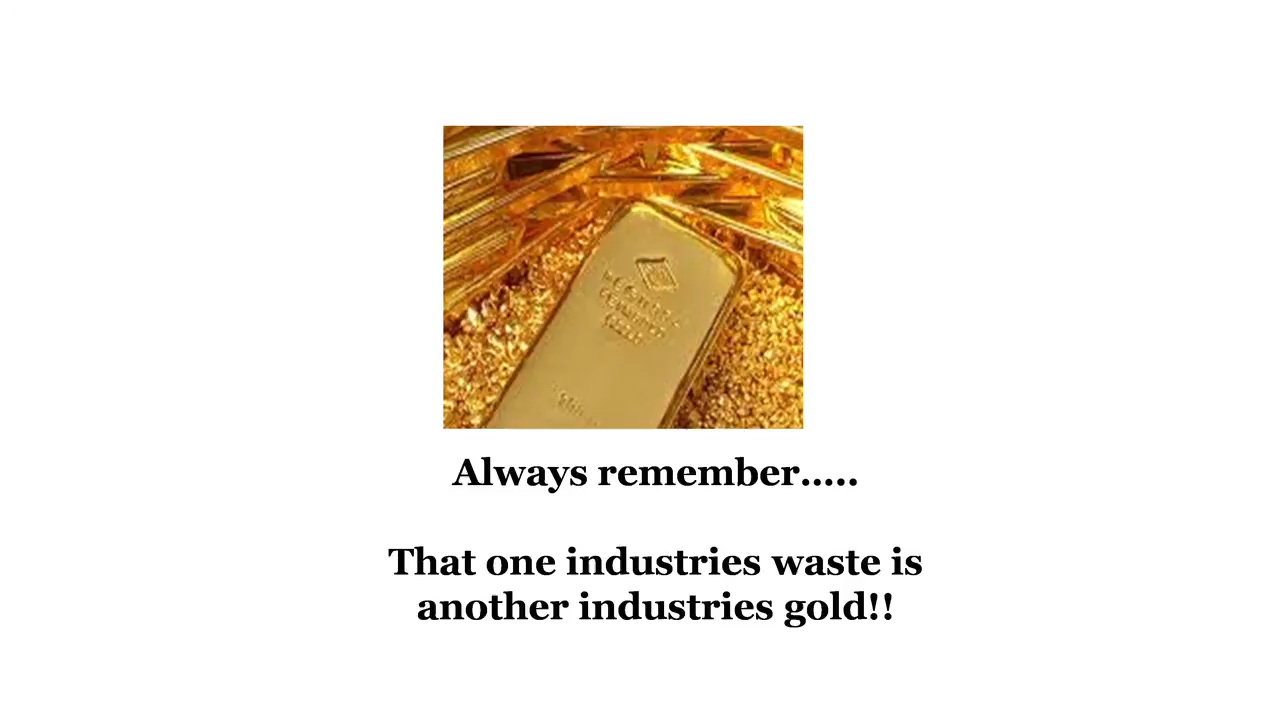 Always remember.....
That one industries waste is
another industries gold!!